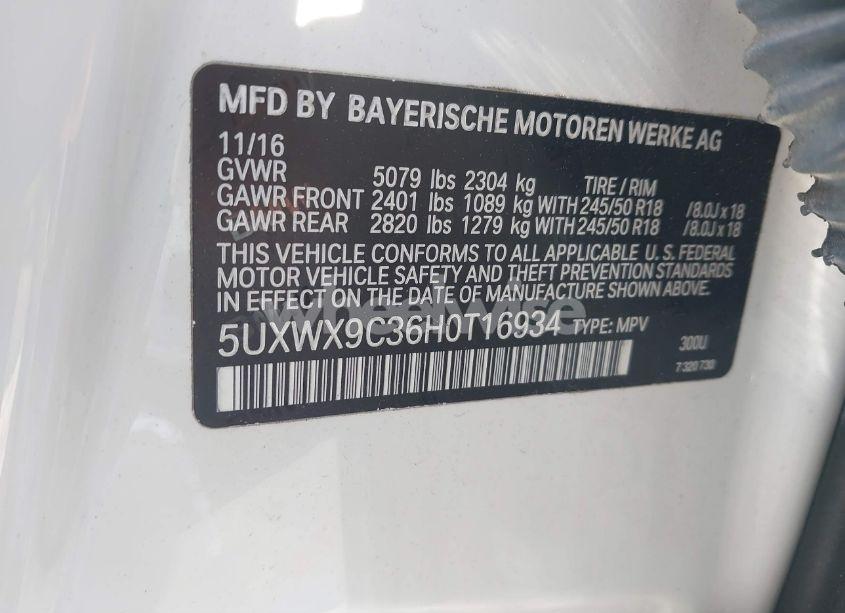 MFD BY BAYERISCHE MOTOREN WERKE AG
11/16
GVWR 5079 lbs 2304 kg TIRE / RIM
GAWR FRONT 2401 lbs 1089 kg WITH 245/50 R18 /8.0J x 18
GAWR REAR 2820 lbs 1279 kg WITH 245/50 R18 /8.0J x 18
THIS VEHICLE CONFORMS TO ALL APPLICABLE U. S. FEDERAL
MOTOR VEHICLE SAFETY AND THEFT PREVENTION STANDARDS
IN EFFECT ON THE DATE OF MANUFACTURE SHOWN ABOVE.
5UXWX9C36H0T16934 TYPE: MPV 300U
7 320 730